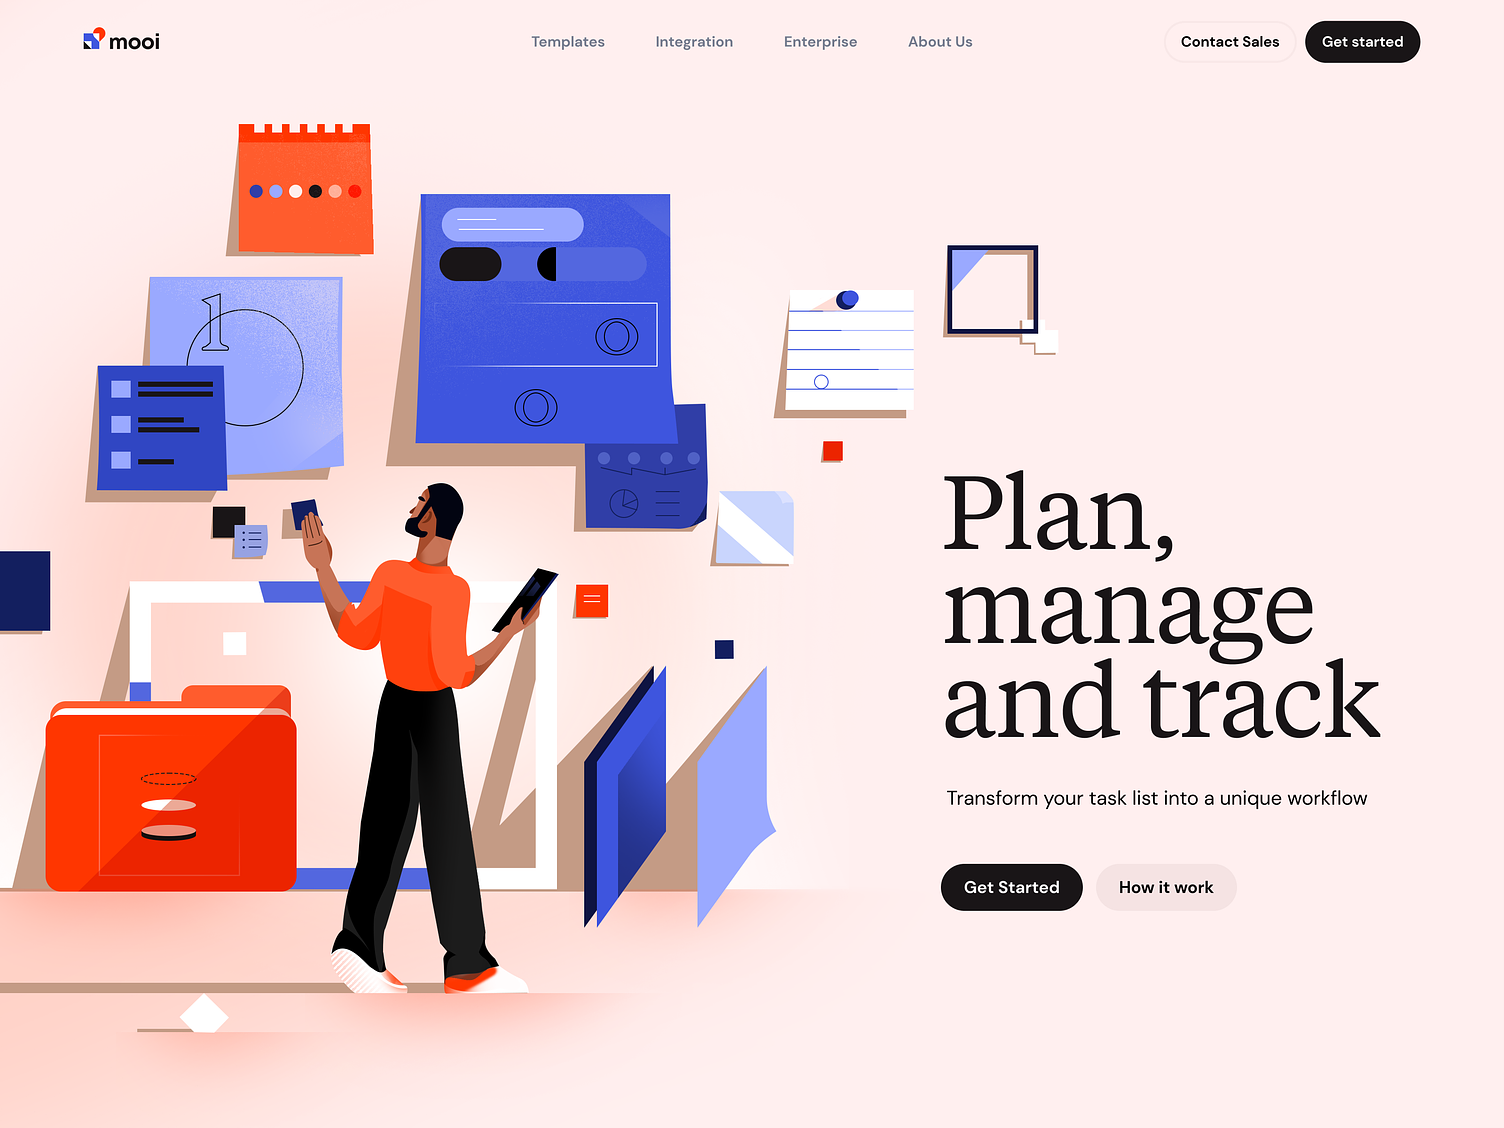 mooi
Templates
Integration
Enterprise
About Us
Contact Sales
Get started
1
Plan,
manage
and track
Transform your task list into a unique workflow
Get Started
How it work